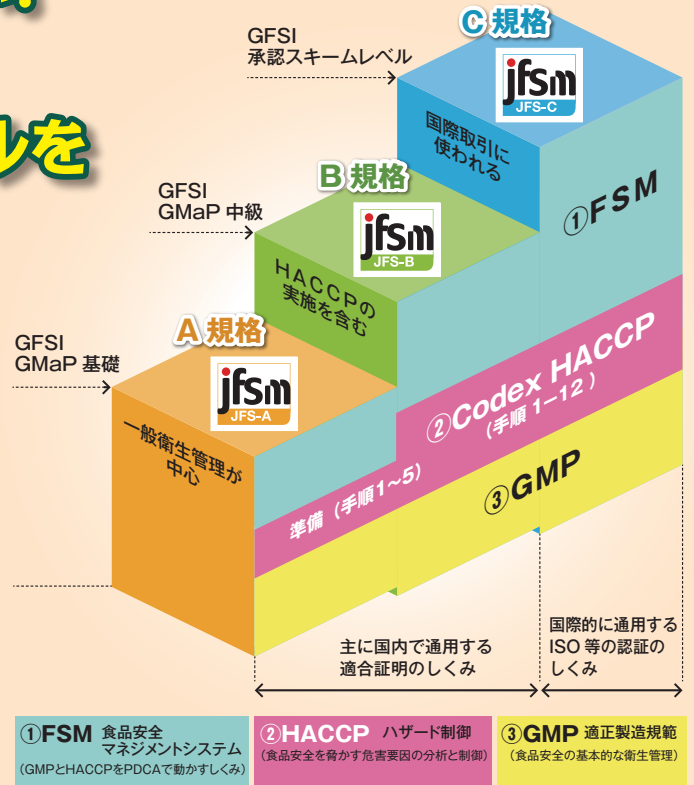 ルを
C 規格
GFSI
承認スキームレベル
jfsm
JFS-C
国際取引に
使われる
①FSM
B 規格
GFSI
GMaP 中級
jfsm
JFS-B
HACCPの
実施を含む
②Codex HACCP
(手順 1−12 )
A 規格
GFSI
GMaP 基礎
jfsm
JFS-A
一般衛生管理が
中心
準備 (手順1~5)
③GMP
主に国内で通用する
適合証明のしくみ
国際的に通用する
ISO 等の認証の
しくみ
①FSM 食品安全
マネジメントシステム
(GMPとHACCPをPDCAで動かすしくみ)
②HACCP ハザード制御
(食品安全を脅かす危害要因の分析と制御)
③GMP 適正製造規範
(食品安全の基本的な衛生管理)